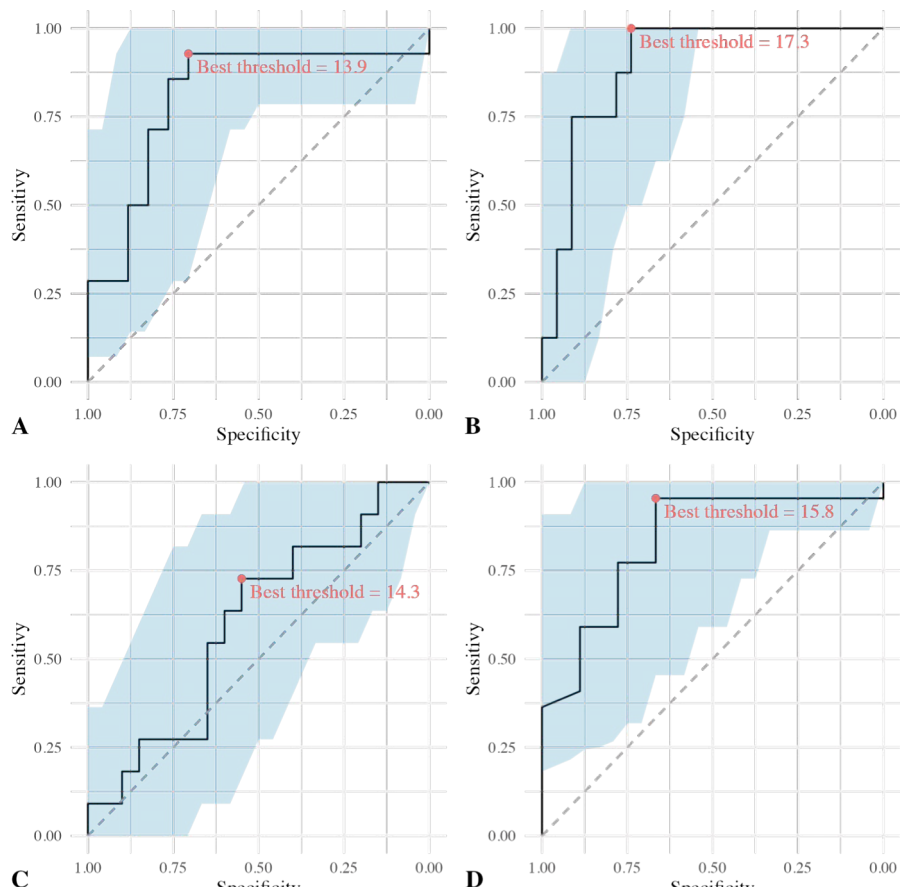 1.00
Best threshold = 13.9
0.75
0.50
0.25
0.00
Sensitivy
1.00 0.75 0.50 0.25 0.00
Specificity
A
1.00
Best threshold = 17.3
0.75
0.50
0.25
0.00
Sensitivy
1.00 0.75 0.50 0.25 0.00
Specificity
B
1.00
0.75
Best threshold = 14.3
0.50
0.25
0.00
Sensitivy
1.00 0.75 0.50 0.25 0.00
Specificity
C
1.00
Best threshold = 15.8
0.75
0.50
0.25
0.00
Sensitivy
1.00 0.75 0.50 0.25 0.00
Specificity
D